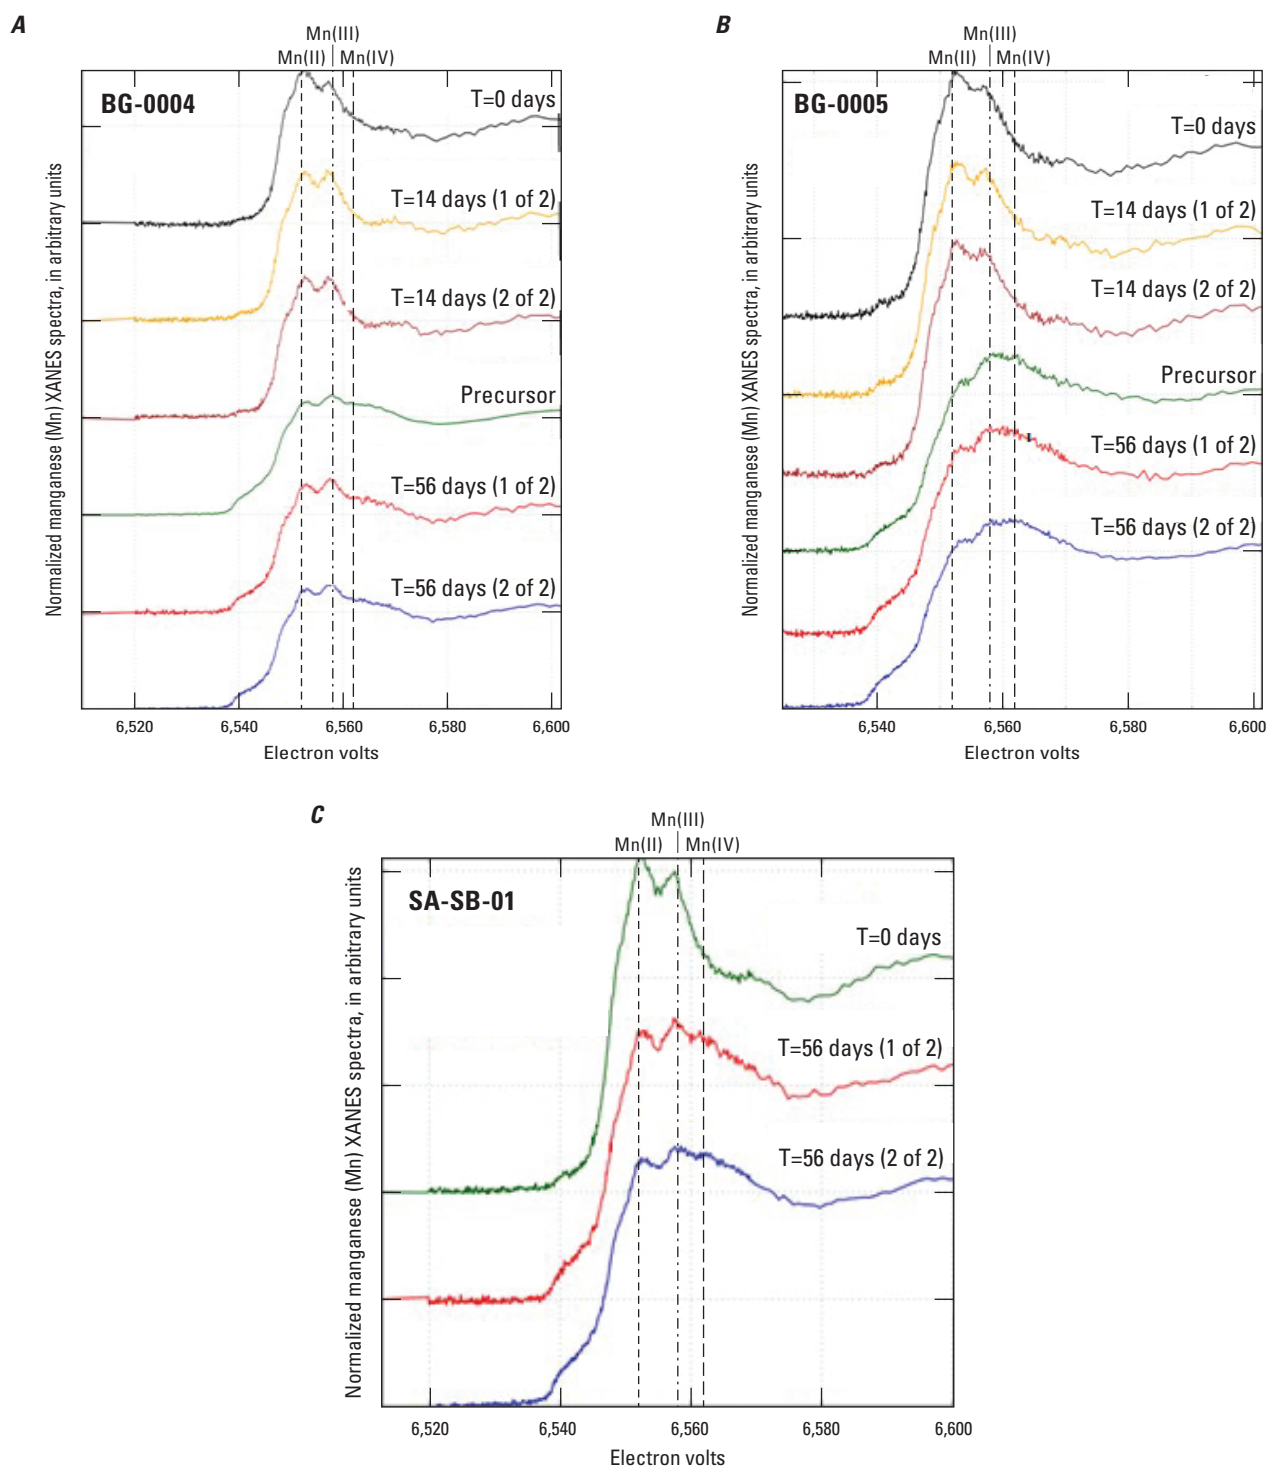 A
Mn(III)
Mn(II) Mn(IV)
BG-0004
T=0 days
T=14 days (1 of 2)
T=14 days (2 of 2)
Precursor
T=56 days (1 of 2)
T=56 days (2 of 2)
Normalized manganese (Mn) XANES spectra, in arbitrary units
6,520 6,540 6,560 6,580 6,600
Electron volts
B
Mn(III)
Mn(II) Mn(IV)
BG-0005
T=0 days
T=14 days (1 of 2)
T=14 days (2 of 2)
Precursor
T=56 days (1 of 2)
T=56 days (2 of 2)
Normalized manganese (Mn) XANES spectra, in arbitrary units
6,540 6,560 6,580 6,600
Electron volts
C
Mn(III)
Mn(II) Mn(IV)
SA-SB-01
T=0 days
T=56 days (1 of 2)
T=56 days (2 of 2)
Normalized manganese (Mn) XANES spectra, in arbitrary units
6,520 6,540 6,560 6,580 6,600
Electron volts